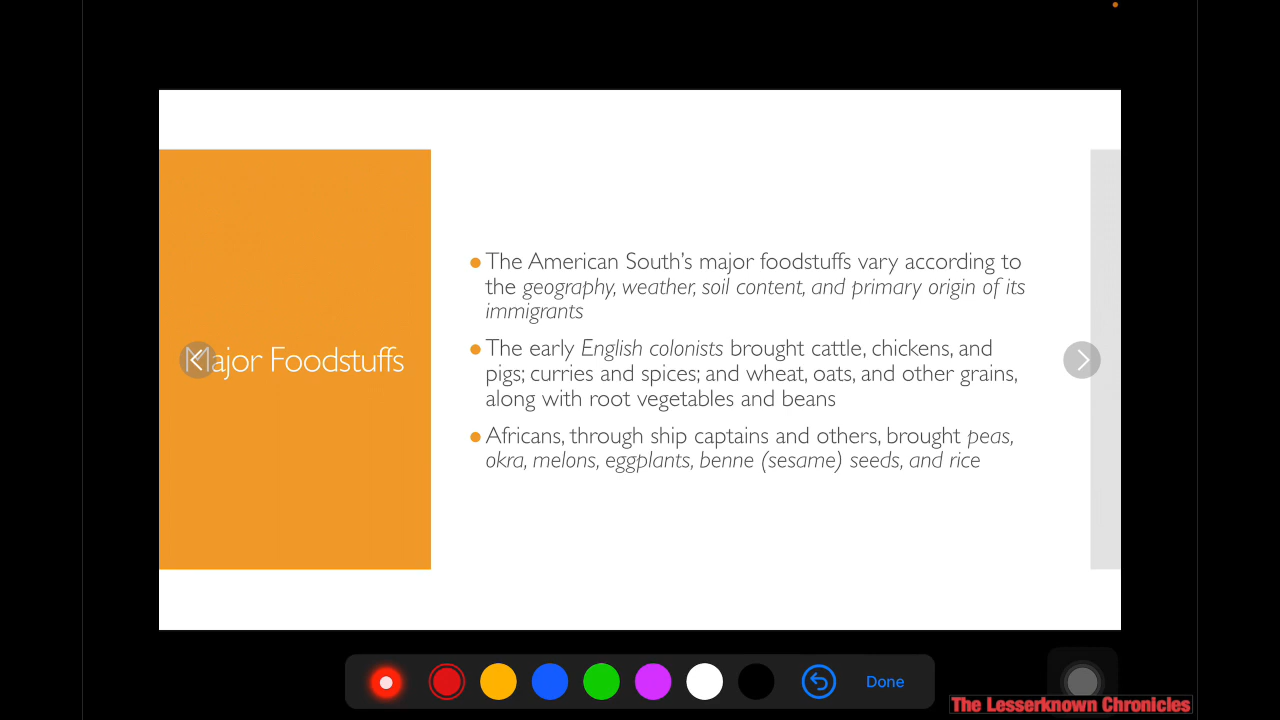 Major Foodstuffs
The American South's major foodstuffs vary according to
the geography, weather, soil content, and primary origin of its
immigrants
The early English colonists brought cattle, chickens, and
pigs; curries and spices; and wheat, oats, and other grains,
along with root vegetables and beans
Africans, through ship captains and others, brought peas,
okra, melons, eggplants, benne (sesame) seeds, and rice
Done
The Lesserknown Chronicles